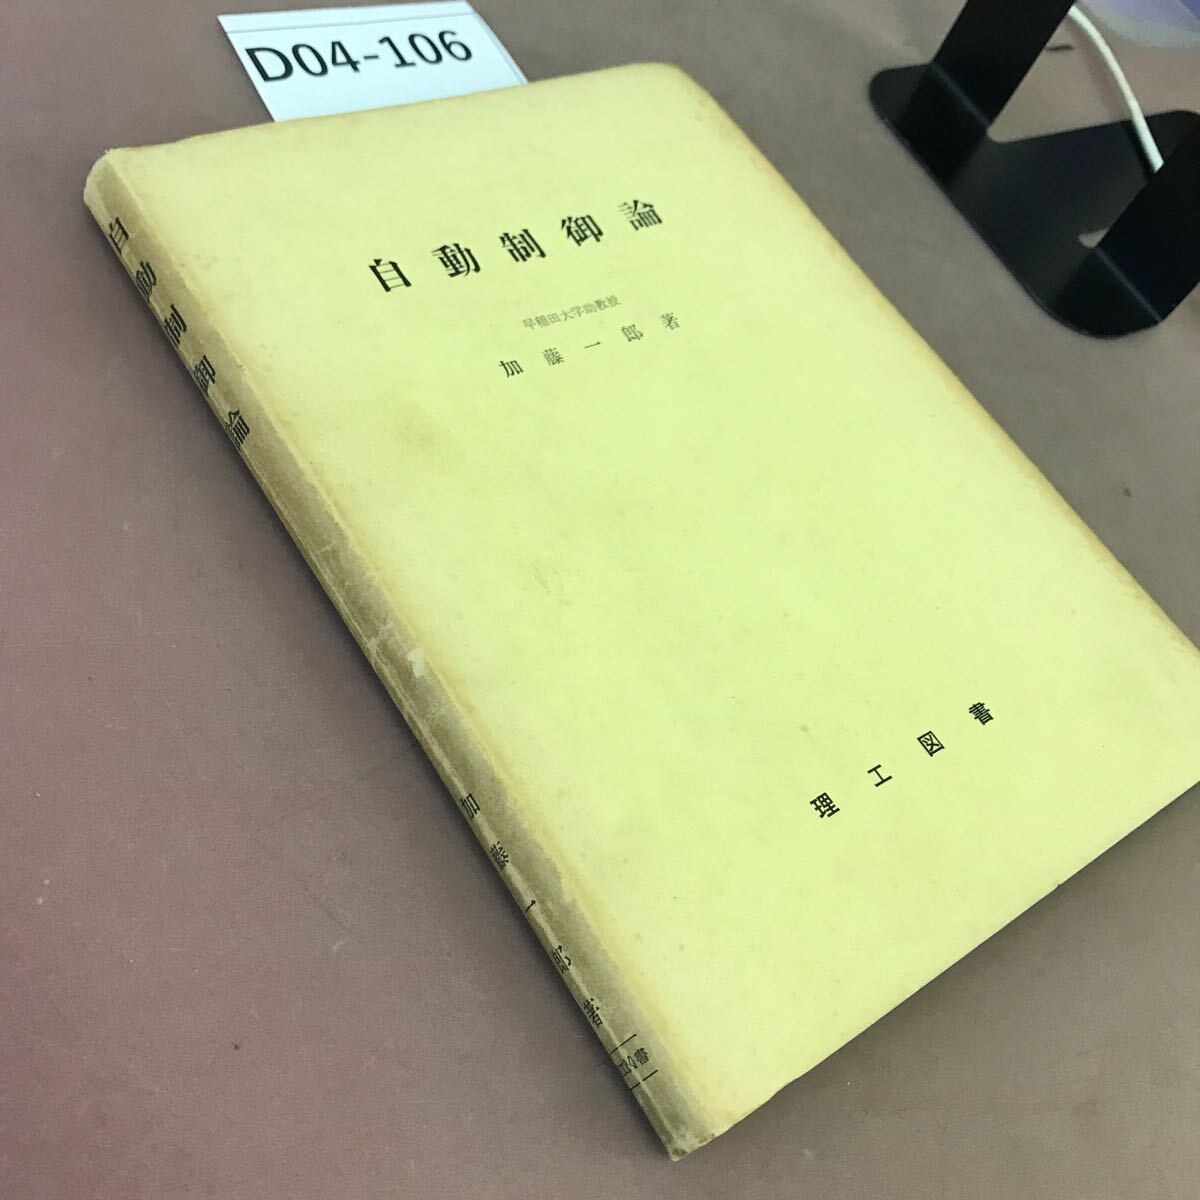 D04-106
自動制御論
早稲田大学助教授
加藤一郎著
理工図書
自動制御論
加藤一郎著